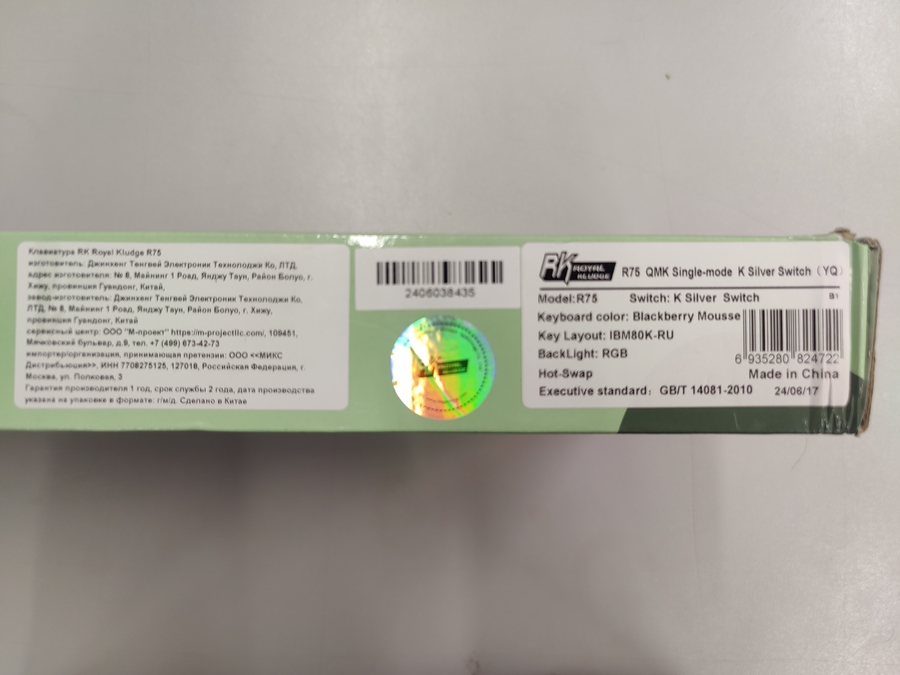 Клавиатура RK Royal Kludge R75
изготовитель: Джинхенг Тенгвей Электроник Технолоджи Ко, ЛТД,
адрес изготовителя: № 8, Майнинг 1 Роад, Янджу Таун, Район Болуо, г.
Хижу, провинция Гуандонг, Китай,
завод-изготовитель: Джинхенг Тенгвей Электроник Технолоджи Ко,
ЛТД, № 8, Майнинг 1 Роад, Янджу Таун, Район Болуо, г. Хижу,
провинция Гуандонг, Китай
сервисный центр: ООО "М-проект" https://m-projectllc.com/, 109451,
Мячковский бульвар, д.9, тел. +7 (499) 673-42-73
импортер/организация, принимающая претензии: ООО <<МИКС
Дистрибьюшн>>, ИНН 7708275125, 127018, Российская Федерация, г.
Москва, ул. Полковая, 3
Гарантия производителя 1 год, срок службы 2 года, дата производства
указана на упаковке в формате: г/м/д. Сделано в Китае
2406038435
RK ROYAL KLUDGE
R75 QMK Single-mode K Silver Switch (YQ)
Model:R75 Switch: K Silver Switch B1
Keyboard color: Blackberry Mousse
Key Layout: IBM80K-RU
BackLight: RGB
6 935280 824722
Hot-Swap Made in China
Executive standard: GB/T 14081-2010 24/06/17